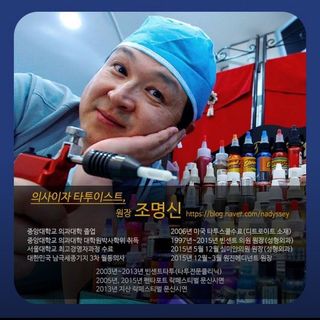 의사이자 타투이스트,
원장 조명신 https://blog.naver.com/nadyssey
중앙대학교 의과대학 졸업
중앙대학교 의과대학 대학원박사학위 취득
서울대학교 최고경영자과정 수료
대한민국 남극세종기지 3차 월동의사
2006년 미국 타투스쿨수료(디트로이트 소재)
1997년~2015년 빈센트 의원 원장(성형외과)
2015년 5월 12월 심미안의원 원장(성형외과)
2015년 12월~3월 원진메디넌트 원장
2003년~2013년 빈센트타투(타투전문클리닉)
2005년, 2015년 펜타포트 락페스티벌 문신시연
2013년 지산 락페스티벌 문신시연